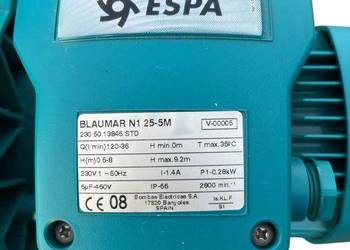 ESPA
BLAUMAR N1 25-5M V-00005
230 50 13845/STD
Q(l/min)120-36 H min.0m T max.35ºC
H(m)0.5-8 H max.9.2m
230V.1 ~ 50Hz I-1.4A P1-0.28kW
6µF-450V IP-55 2800 min⁻¹
CE 08 Bombas Electricas S.A. Is.KL.F
17820 Banyoles S1
SPAIN